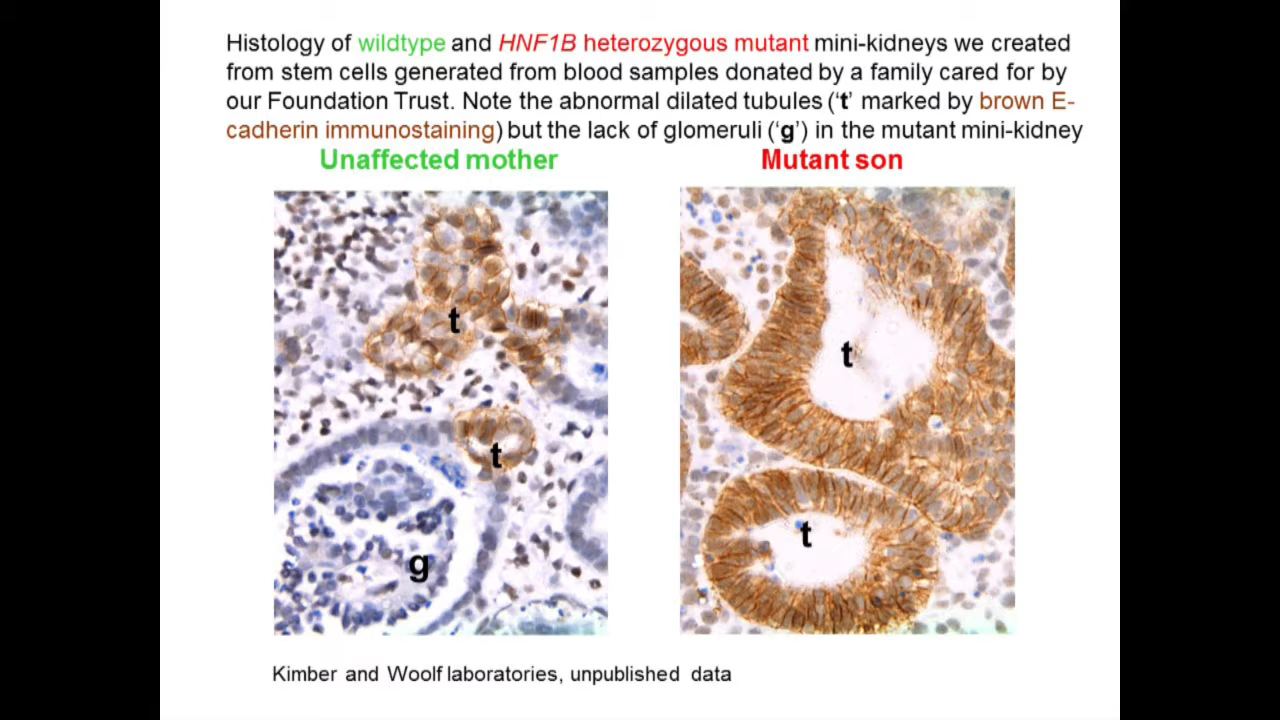 Histology of wildtype and HNF1B heterozygous mutant mini-kidneys we created
from stem cells generated from blood samples donated by a family cared for by
our Foundation Trust. Note the abnormal dilated tubules (‘t’ marked by brown E-
cadherin immunostaining) but the lack of glomeruli (‘g’) in the mutant mini-kidney
Unaffected mother
Mutant son
t
t
g
t
t
Kimber and Woolf laboratories, unpublished data